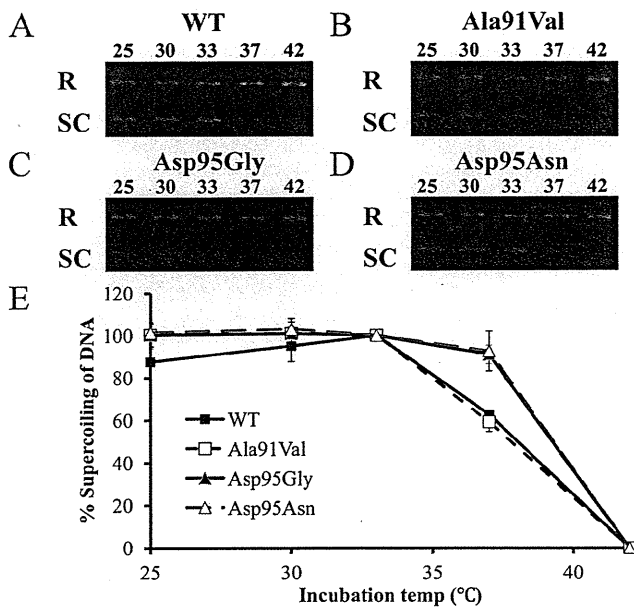 A WT B Ala91Val
25 30 33 37 42 25 30 33 37 42
R R
SC SC
C Asp95Gly D Asp95Asn
25 30 33 37 42 25 30 33 37 42
R R
SC SC
E
120
100
80
60
40
20
0
% Supercoiling of DNA
WT
Ala91Val
Asp95Gly
Asp95Asn
25 30 35 40
Incubation temp (℃)